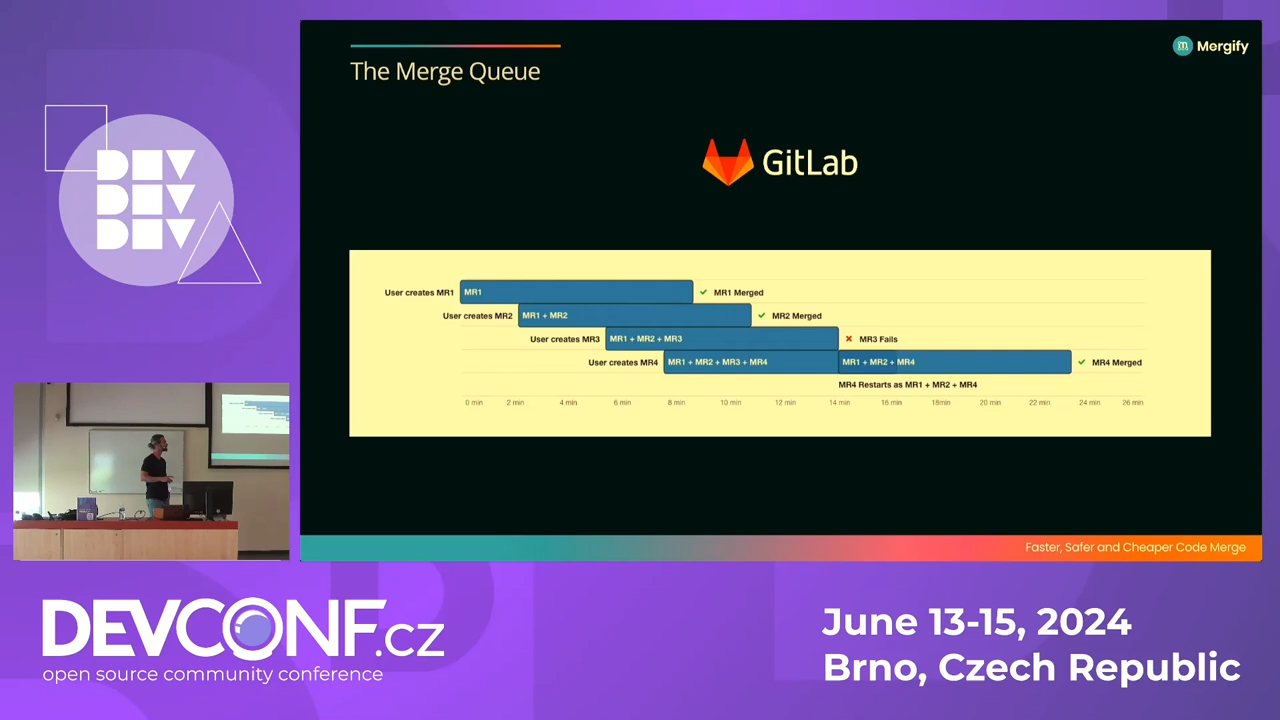 DEV
DEV
DEV
The Merge Queue
Mergify
GitLab
User creates MR1 MR1 MR1 Merged
User creates MR2 MR1 + MR2 MR2 Merged
User creates MR3 MR1 + MR2 + MR3 MR3 Fails
User creates MR4 MR1 + MR2 + MR3 + MR4 MR1 + MR2 + MR4 MR4 Merged
MR4 Restarts as MR1 + MR2 + MR4
0 min 2 min 4 min 6 min 8 min 10 min 12 min 14 min 16 min 18min 20 min 22 min 24 min 26 min
Faster, Safer and Cheaper Code Merge
DEVCONF.cz
open source community conference
June 13-15, 2024
Brno, Czech Republic